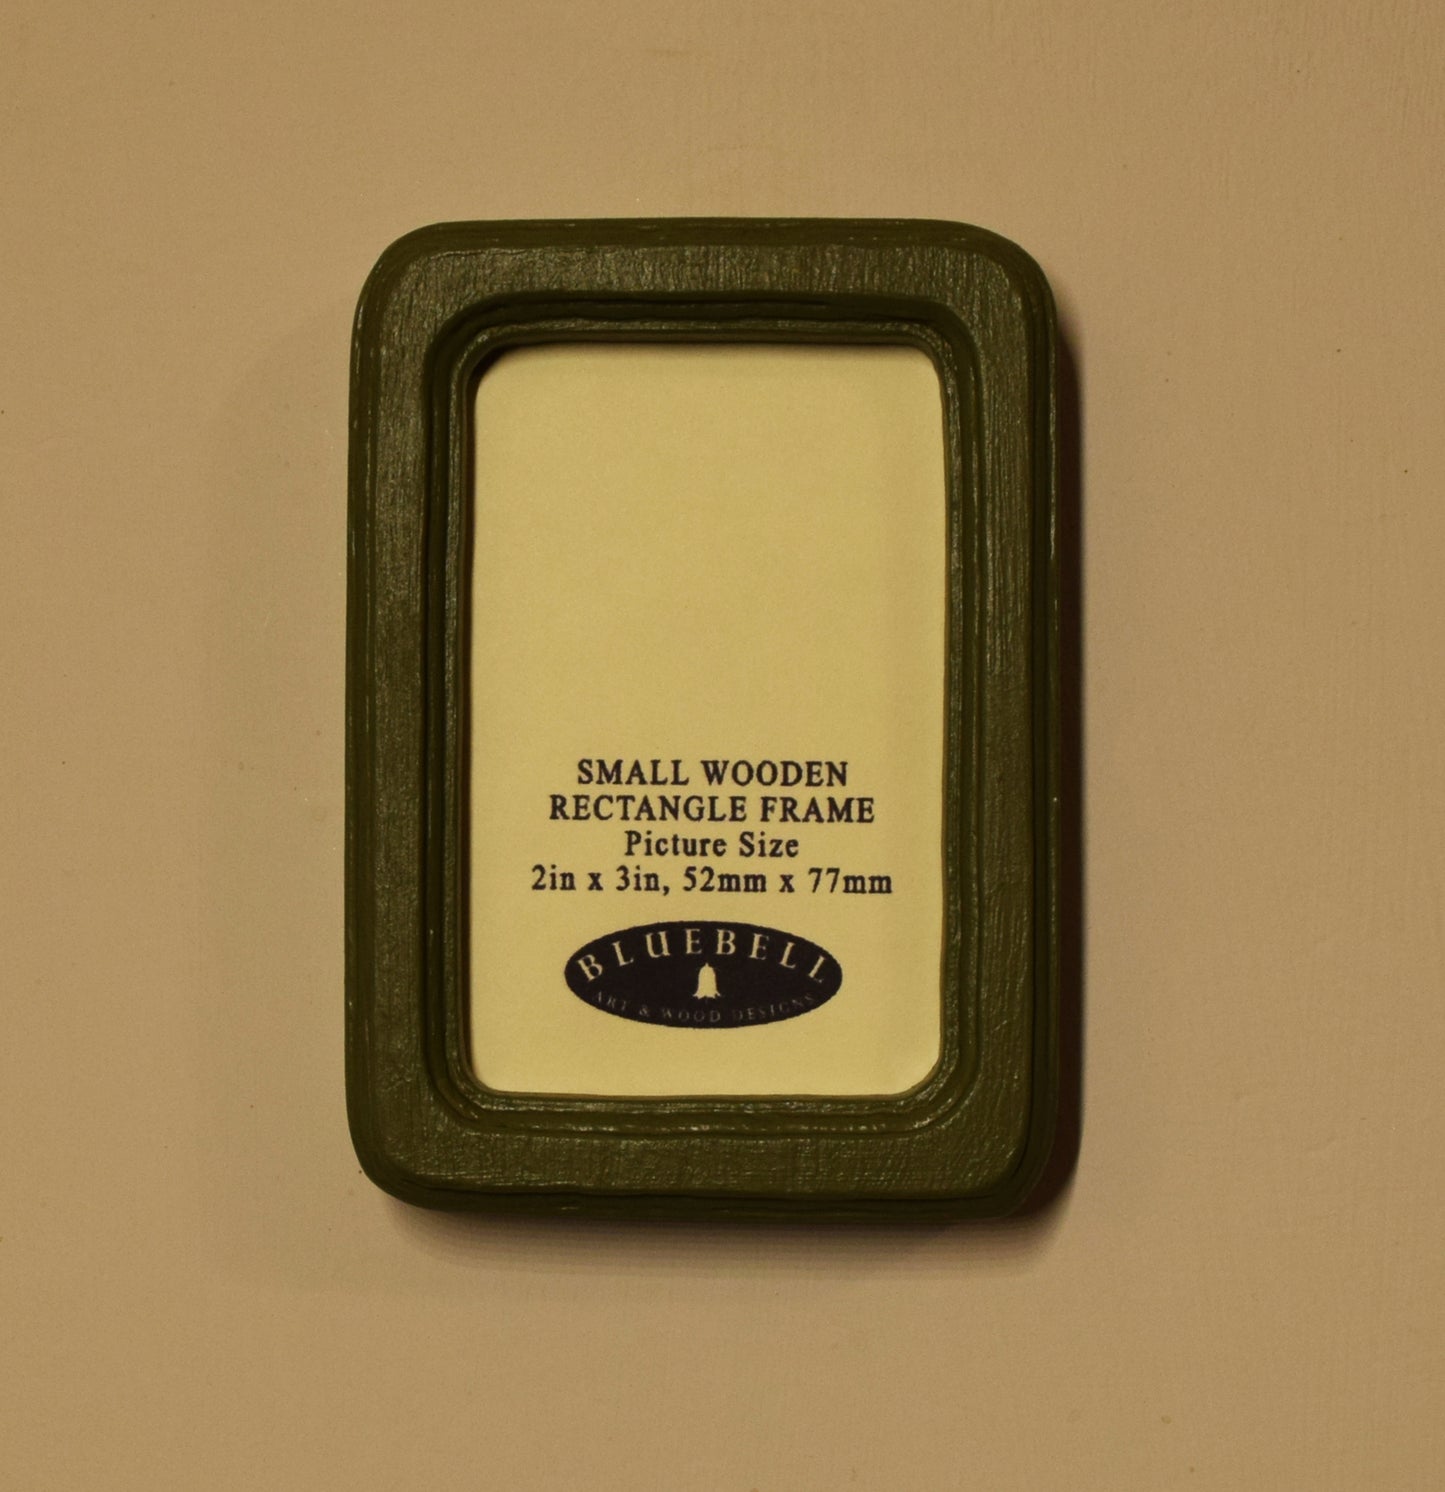 SMALL WOODEN
RECTANGLE FRAME
Picture Size
2in x 3in, 52mm x 77mm
BLUEBELL
ART & WOOD DESIGNS